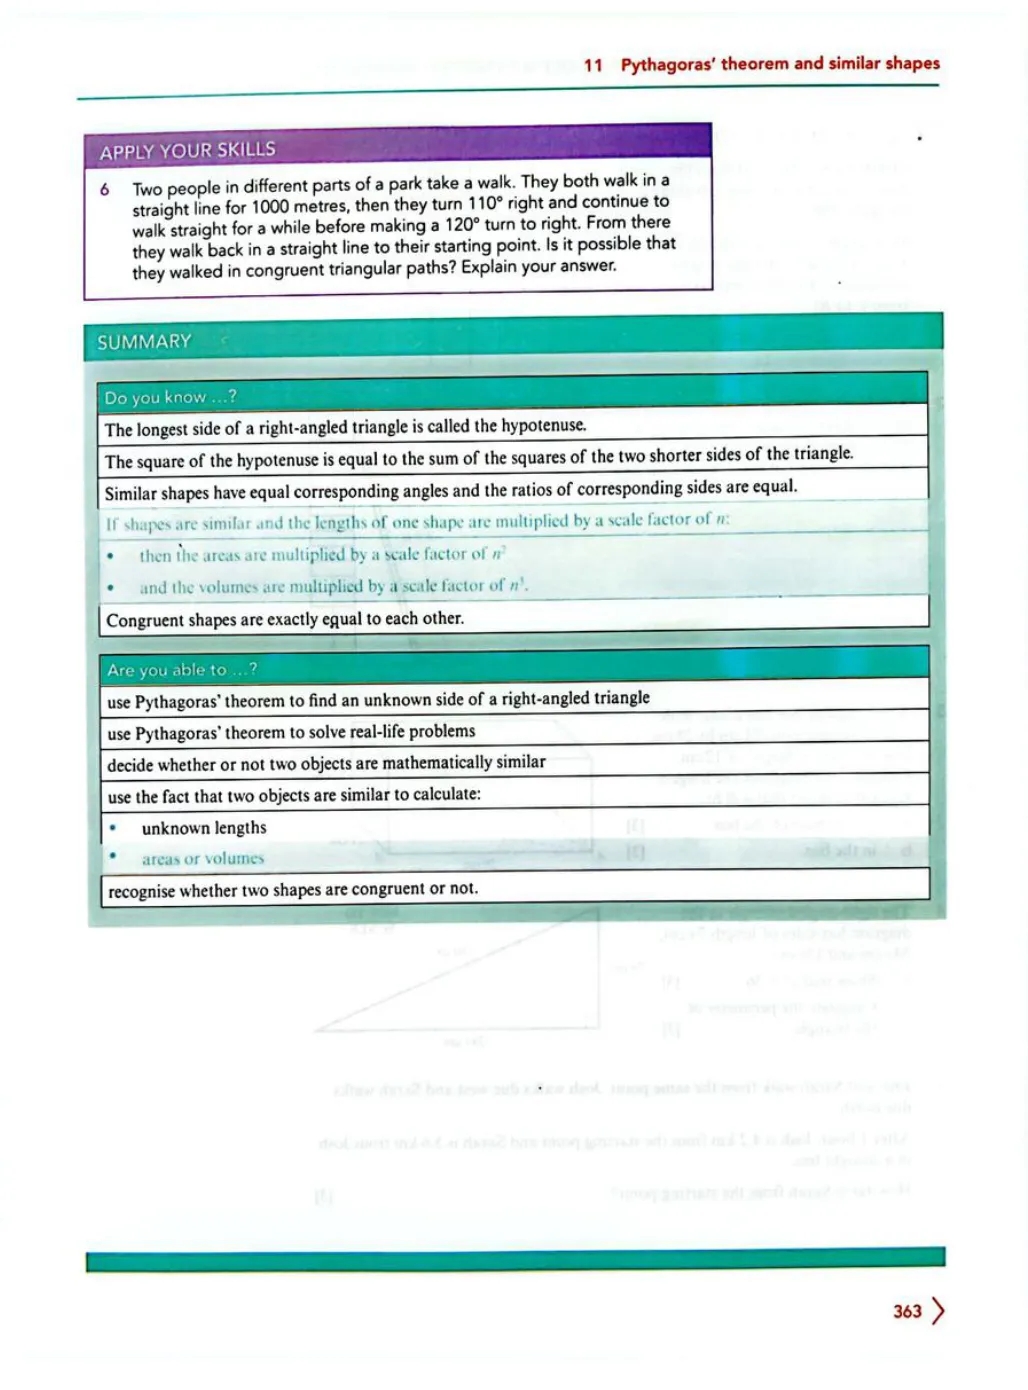 11 Pythagoras' theorem and similar shapes
APPLY YOUR SKILLS
6 Two people in different parts of a park take a walk. They both walk in a
straight line for 1000 metres, then they turn 110° right and continue to
walk straight for a while before making a 120° turn to right. From there
they walk back in a straight line to their starting point. Is it possible that
they walked in congruent triangular paths? Explain your answer.
SUMMARY
Do you know ...?
The longest side of a right-angled triangle is called the hypotenuse.
The square of the hypotenuse is equal to the sum of the squares of the two shorter sides of the triangle.
Similar shapes have equal corresponding angles and the ratios of corresponding sides are equal.
If shapes are similar and the lengths of one shape are multiplied by a scale factor of n:
• then the areas are multiplied by a scale factor of n²
• and the volumes are multiplied by a scale factor of n³.
Congruent shapes are exactly equal to each other.
Are you able to ...?
use Pythagoras' theorem to find an unknown side of a right-angled triangle
use Pythagoras' theorem to solve real-life problems
decide whether or not two objects are mathematically similar
use the fact that two objects are similar to calculate:
• unknown lengths
• areas or volumes
recognise whether two shapes are congruent or not.
363